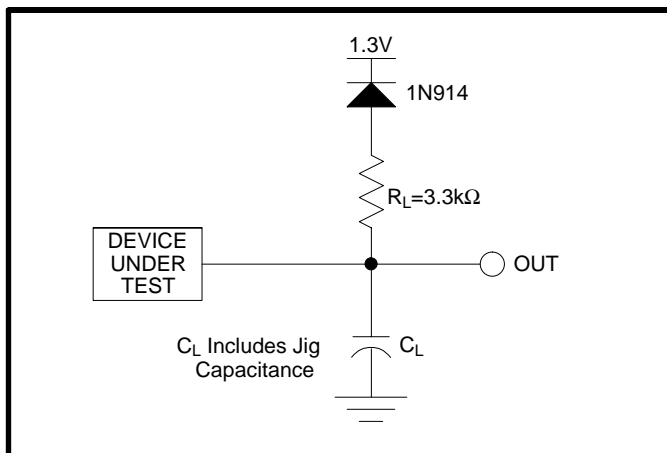 1.3V
1N914
R_L=3.3kΩ
DEVICE
UNDER
TEST
OUT
C_L Includes Jig
Capacitance
C_L